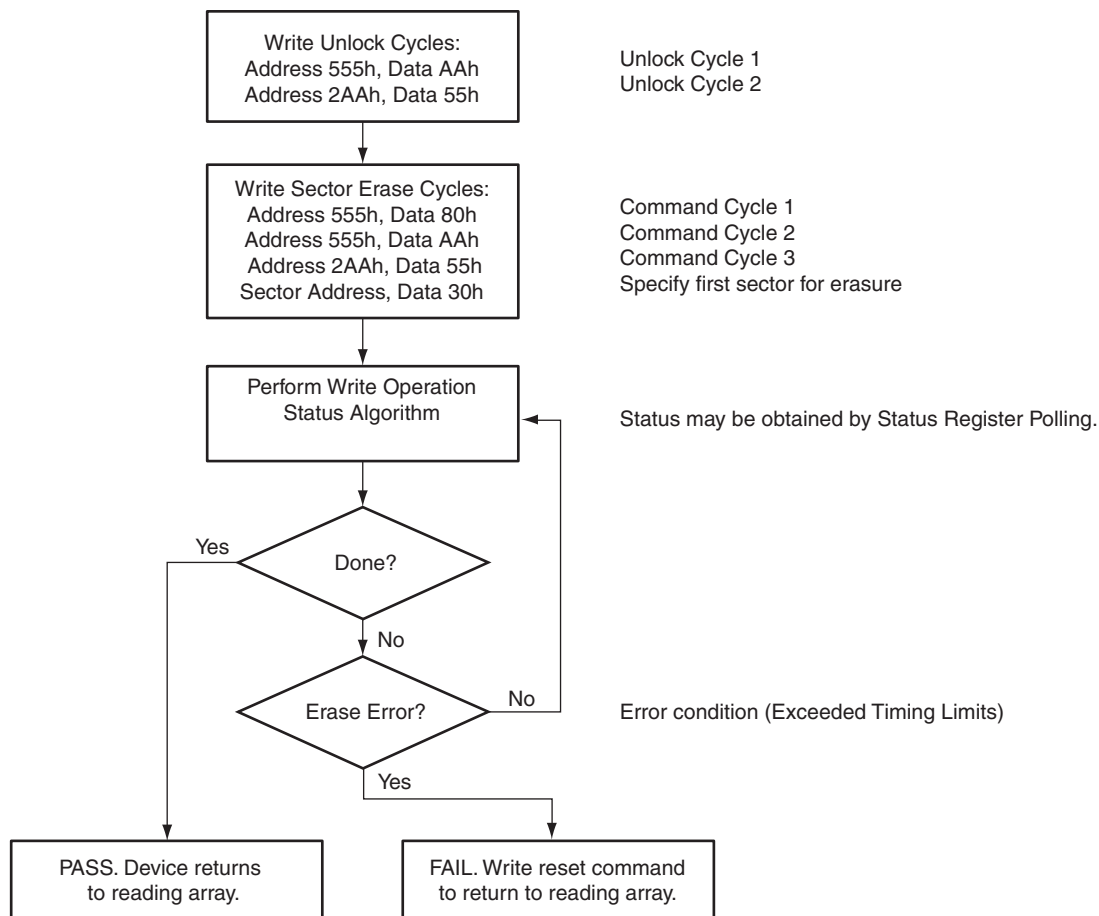 Write Unlock Cycles:
Address 555h, Data AAh
Address 2AAh, Data 55h
Unlock Cycle 1
Unlock Cycle 2
Write Sector Erase Cycles:
Address 555h, Data 80h
Address 555h, Data AAh
Address 2AAh, Data 55h
Sector Address, Data 30h
Command Cycle 1
Command Cycle 2
Command Cycle 3
Specify first sector for erasure
Perform Write Operation
Status Algorithm
Status may be obtained by Status Register Polling.
Yes
Done?
No
Erase Error?
No
Error condition (Exceeded Timing Limits)
Yes
PASS. Device returns
to reading array.
FAIL. Write reset command
to return to reading array.